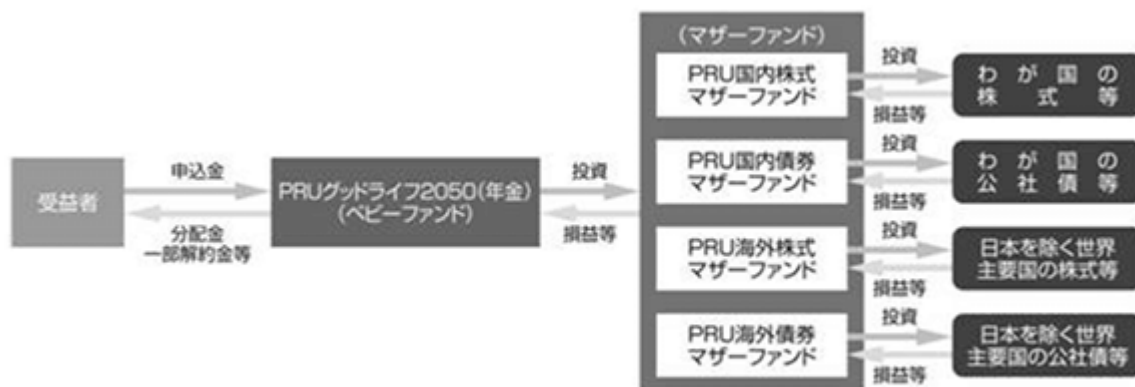 受益者
申込金
分配金
一部解約金等
PRUグッドライフ2050(年金)
(ベビーファンド)
投資
損益等
(マザーファンド)
PRU国内株式
マザーファンド
投資
損益等
わが国の
株式等
PRU国内債券
マザーファンド
投資
損益等
わが国の
公社債等
PRU海外株式
マザーファンド
投資
損益等
日本を除く世界
主要国の株式等
PRU海外債券
マザーファンド
投資
損益等
日本を除く世界
主要国の公社債等